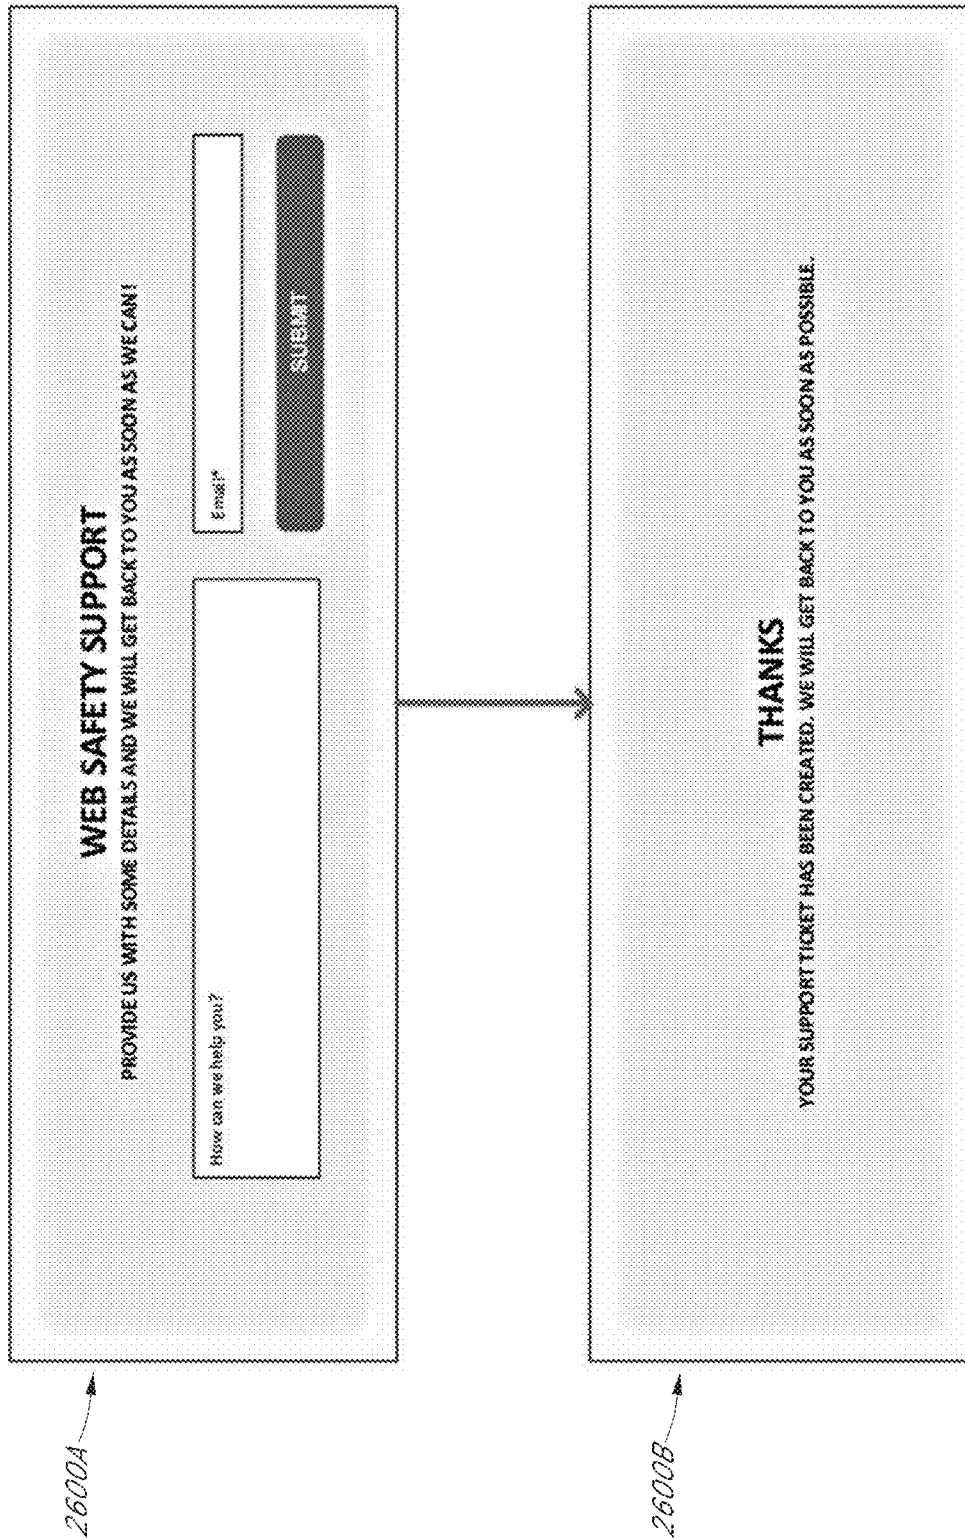 2600A
WEB SAFETY SUPPORT
PROVIDE US WITH SOME DETAILS AND WE WILL GET BACK TO YOU AS SOON AS WE CAN!
How can we help you?
Email*
SUBMIT
2600B
THANKS
YOUR SUPPORT TICKET HAS BEEN CREATED. WE WILL GET BACK TO YOU AS SOON AS POSSIBLE.